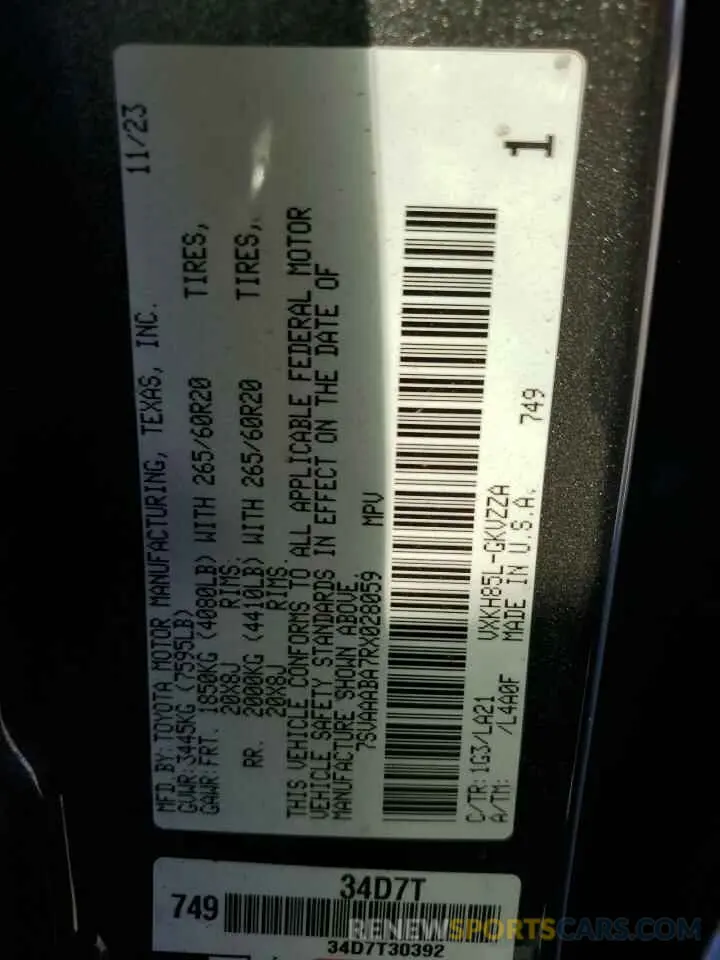 MFD BY: TOYOTA MOTOR MANUFACTURING, TEXAS, INC. 11/23
GVWR: 3445KG (7595LB)
GAWR: FRT. 1850KG (4080LB) WITH 265/60R20 TIRES,
20X8J RIMS.
RR. 2000KG (4410LB) WITH 265/60R20 TIRES,
20X8J RIMS.
THIS VEHICLE CONFORMS TO ALL APPLICABLE FEDERAL MOTOR
VEHICLE SAFETY STANDARDS IN EFFECT ON THE DATE OF
MANUFACTURE SHOWN ABOVE.
7SVAAABA7RX028059 MPV
1
C/TR: 1G3/LA21 VXKH85L-GKVZZA
A/TM: /L4A0F MADE IN U.S.A. 749
34D7T
749
34D7T30392
RENEWSPORTSCARS.COM